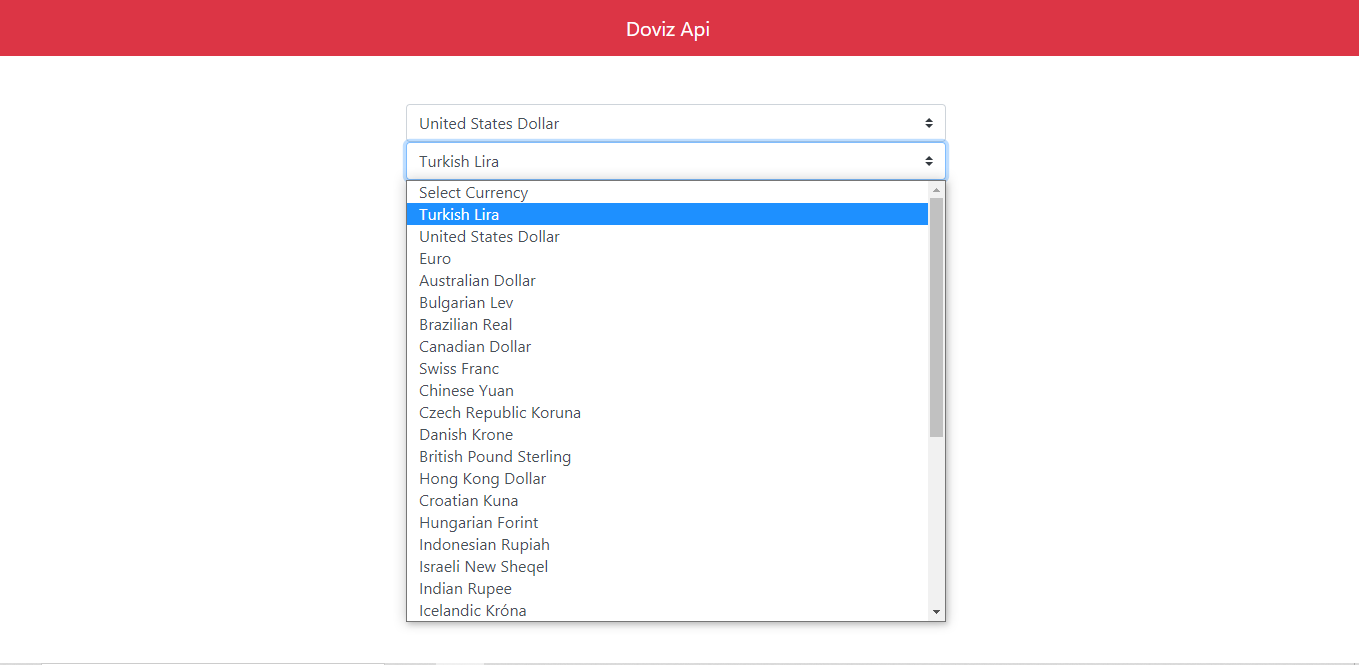 Doviz Api
United States Dollar
Turkish Lira
Select Currency
Turkish Lira
United States Dollar
Euro
Australian Dollar
Bulgarian Lev
Brazilian Real
Canadian Dollar
Swiss Franc
Chinese Yuan
Czech Republic Koruna
Danish Krone
British Pound Sterling
Hong Kong Dollar
Croatian Kuna
Hungarian Forint
Indonesian Rupiah
Israeli New Sheqel
Indian Rupee
Icelandic Króna